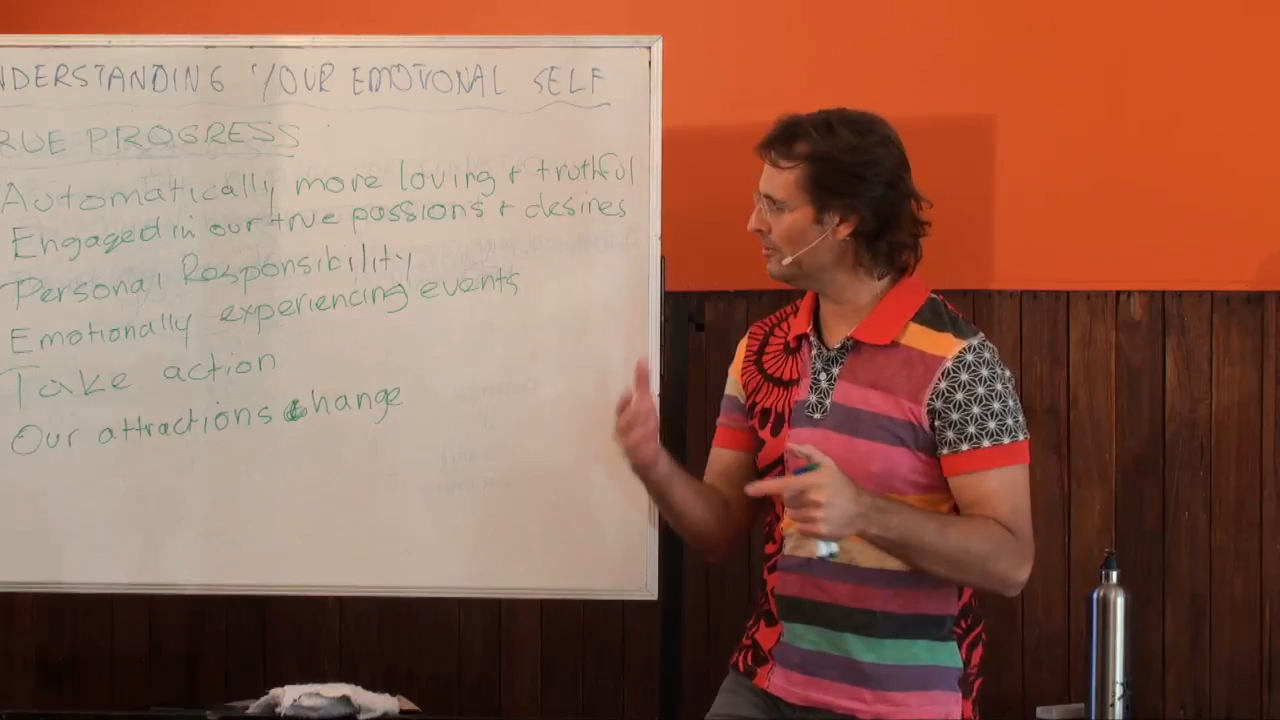 NDERSTANDING YOUR EMOTIONAL SELF
RUE PROGRESS
Automatically more loving + truthful
Engaged in our true passions + desires
Personal Responsibility
Emotionally experiencing events
Take action
Our attractions change